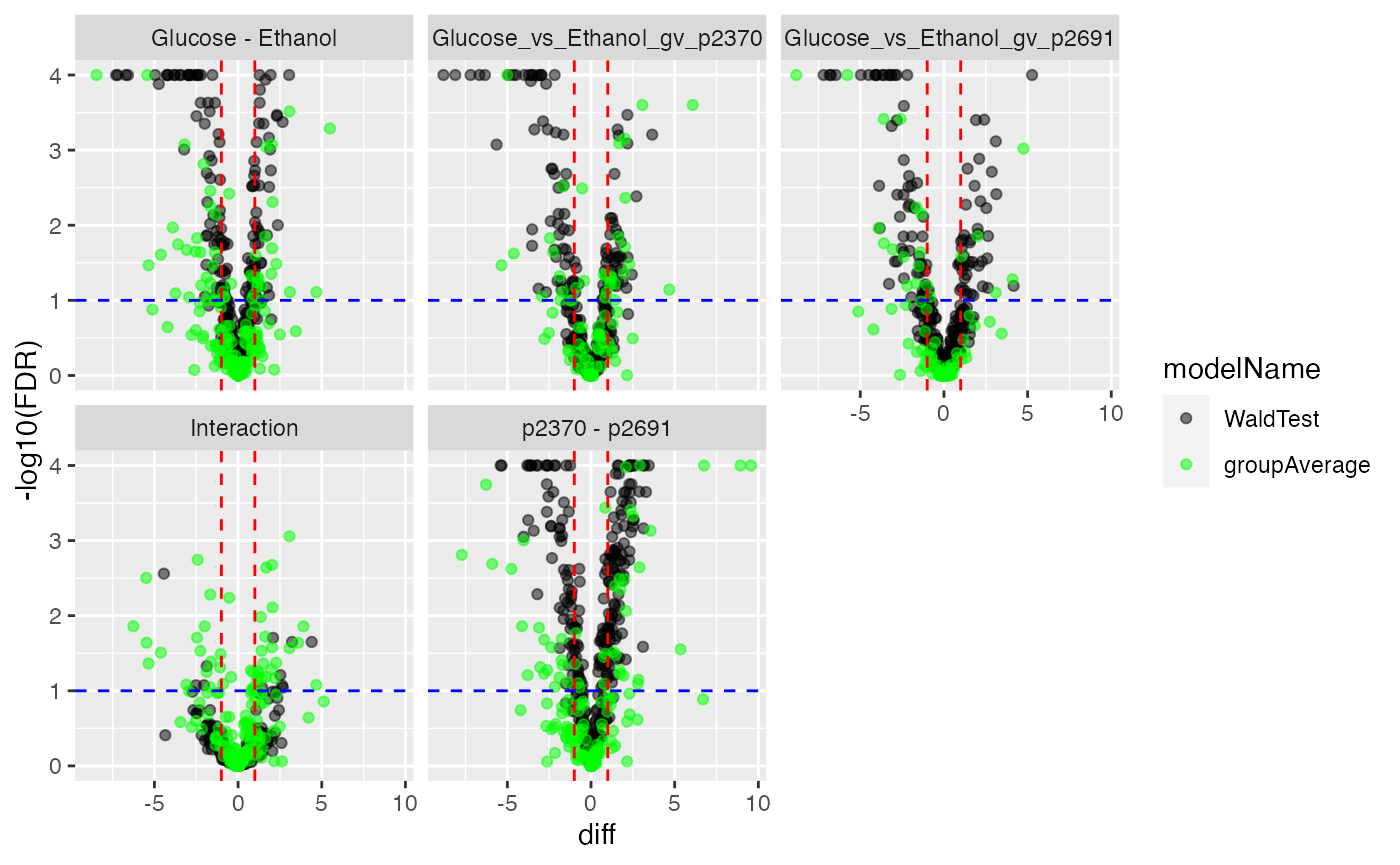 Glucose - Ethanol
Glucose_vs_Ethanol_gv_p2370
Glucose_vs_Ethanol_gv_p2691
4
3
2
1
0
-5
0
5
10
Interaction
p2370 - p2691
4
3
2
1
0
-5
0
5
10
-5
0
5
10
-log10(FDR)
diff
modelName
WaldTest
groupAverage